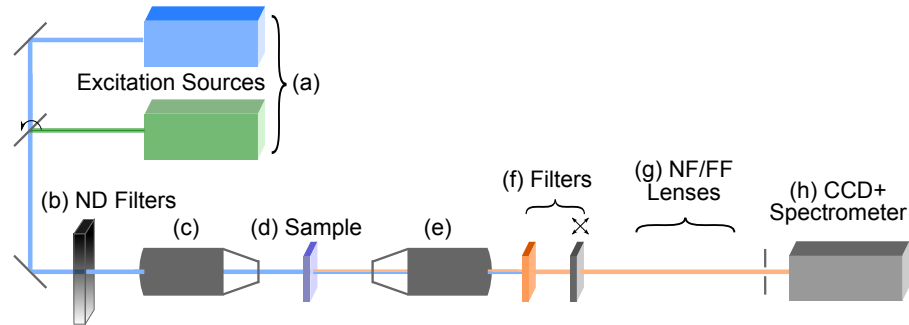 Excitation Sources
(a)
(b) ND Filters
(c)
(d) Sample
(e)
(f) Filters
(g) NF/FF
Lenses
(h) CCD+
Spectrometer